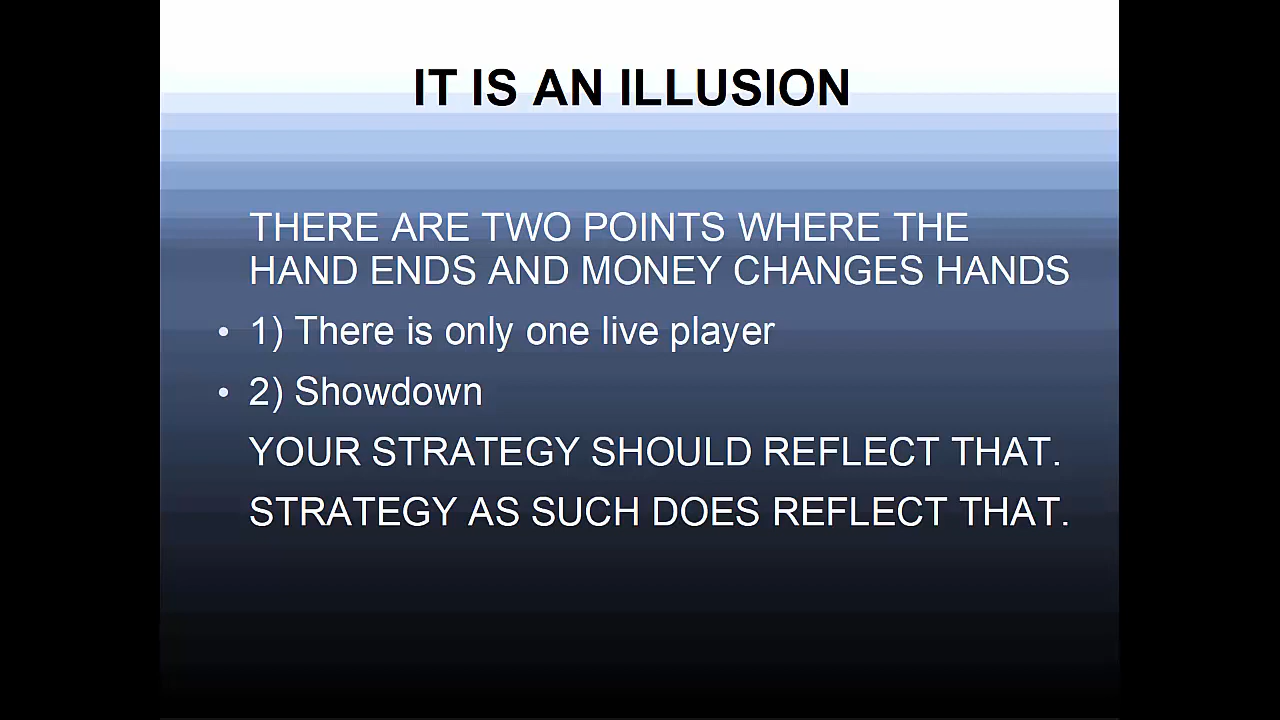 IT IS AN ILLUSION
THERE ARE TWO POINTS WHERE THE
HAND ENDS AND MONEY CHANGES HANDS
• 1) There is only one live player
• 2) Showdown
YOUR STRATEGY SHOULD REFLECT THAT.
STRATEGY AS SUCH DOES REFLECT THAT.